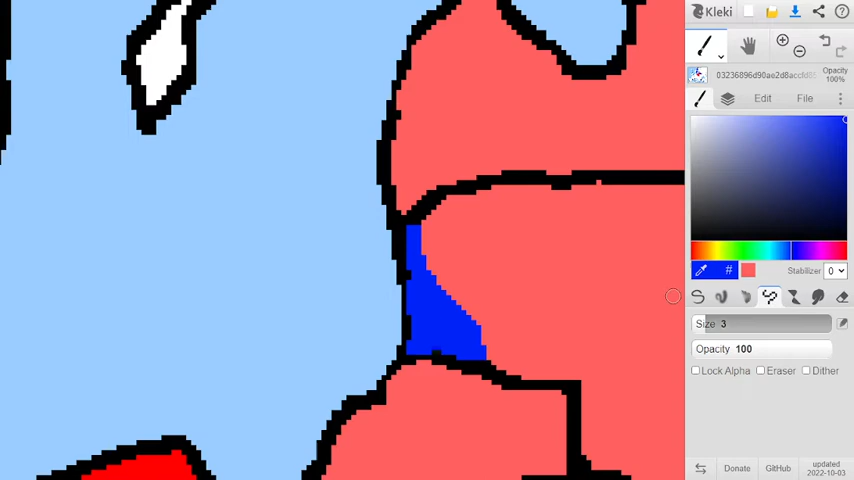 Kleki
Opacity
100%
Edit
File
#
Stabilizer 0
Size 3
Opacity 100
Lock Alpha
Eraser
Dither
Donate
GitHub
updated
2022-10-03